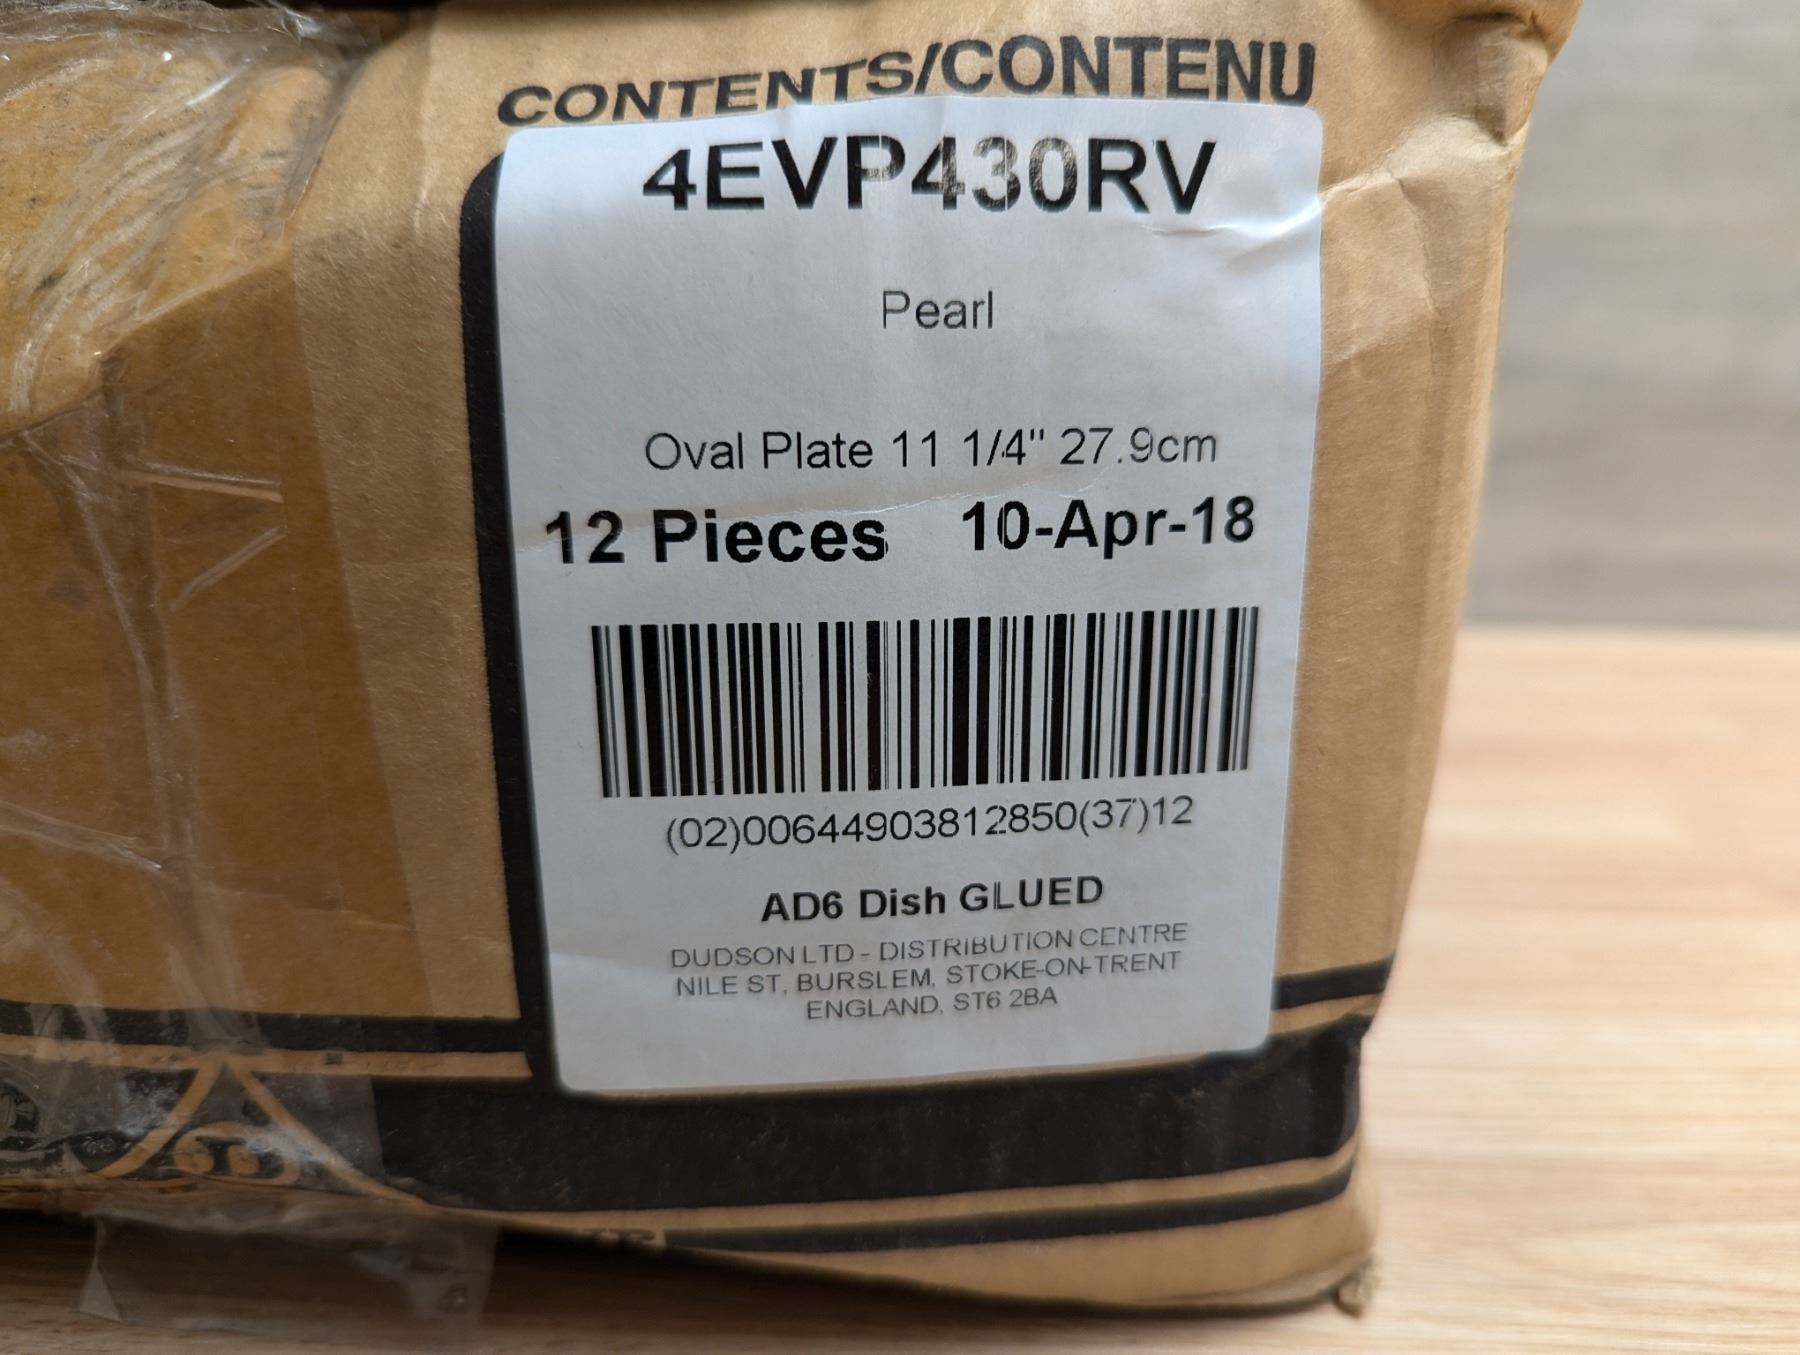 CONTENTS/CONTENU
4EVP430RV
Pearl
Oval Plate 11 1/4" 27.9cm
12 Pieces 10-Apr-18
(02)00644903812850(37)12
AD6 Dish GLUED
DUDSON LTD - DISTRIBUTION CENTRE
NILE ST, BURSLEM, STOKE-ON-TRENT
ENGLAND, ST6 2BA